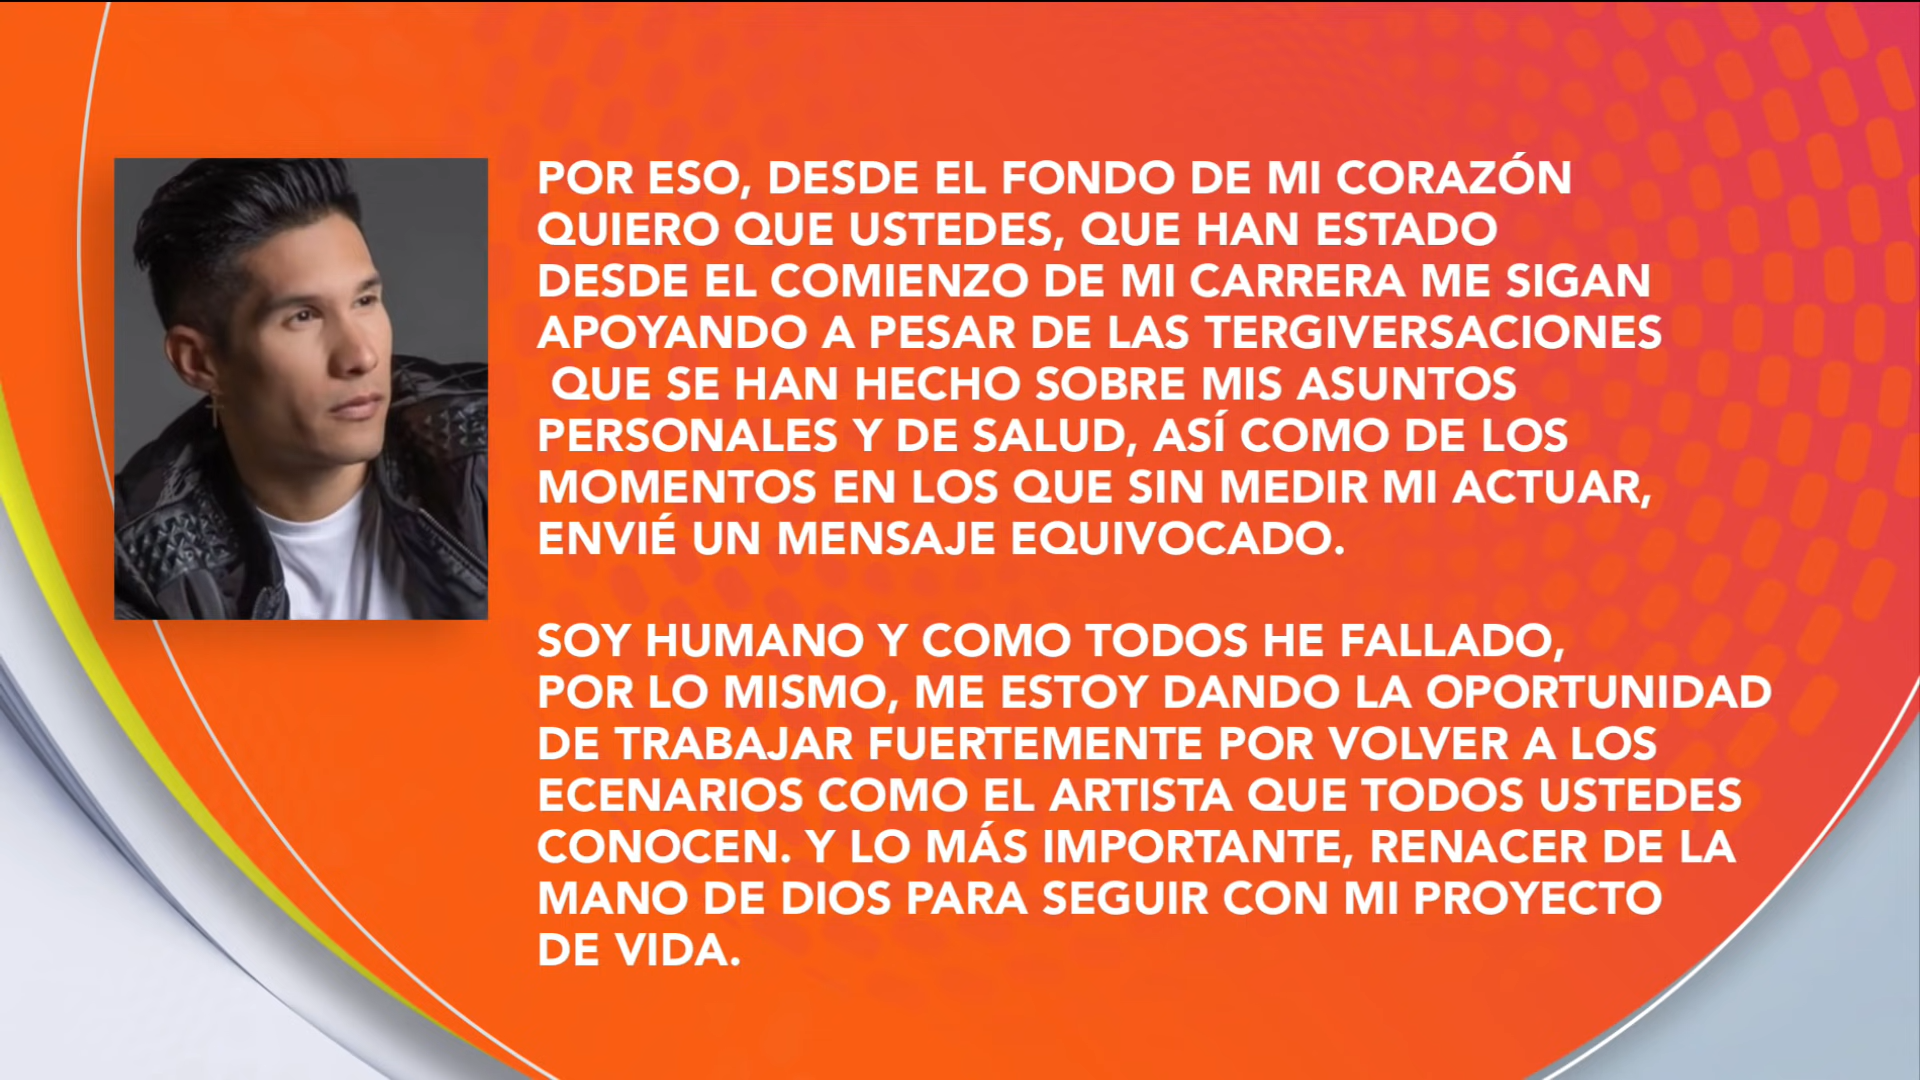 POR ESO, DESDE EL FONDO DE MI CORAZÓN
QUIERO QUE USTEDES, QUE HAN ESTADO
DESDE EL COMIENZO DE MI CARRERA ME SIGAN
APOYANDO A PESAR DE LAS TERGIVERSACIONES
QUE SE HAN HECHO SOBRE MIS ASUNTOS
PERSONALES Y DE SALUD, ASÍ COMO DE LOS
MOMENTOS EN LOS QUE SIN MEDIR MI ACTUAR,
ENVIÉ UN MENSAJE EQUIVOCADO.
SOY HUMANO Y COMO TODOS HE FALLADO,
POR LO MISMO, ME ESTOY DANDO LA OPORTUNIDAD
DE TRABAJAR FUERTEMENTE POR VOLVER A LOS
ECENARIOS COMO EL ARTISTA QUE TODOS USTEDES
CONOCEN. Y LO MÁS IMPORTANTE, RENACER DE LA
MANO DE DIOS PARA SEGUIR CON MI PROYECTO
DE VIDA.